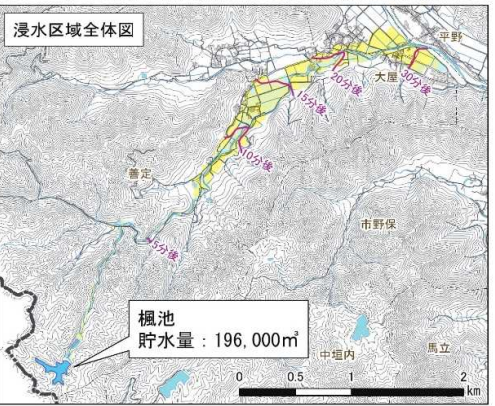 浸水区域全体図
平野
大屋
30分後
20分後
15分後
10分後
善定
5分後
市野保
楓池
貯水量：196,000㎥
中垣内
馬立
0 0.5 1 2
km